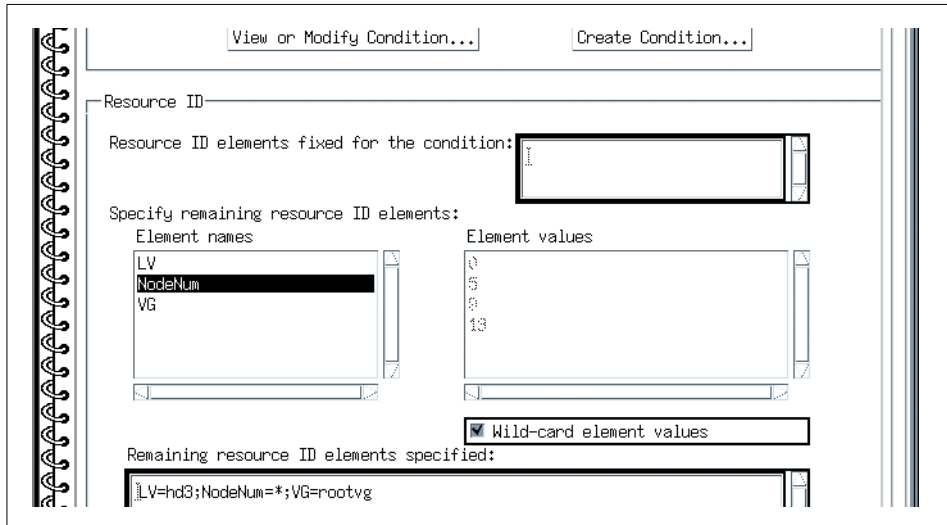 View or Modify Condition... Create Condition...
Resource ID
Resource ID elements fixed for the condition:
Specify remaining resource ID elements:
Element names Element values
LV 0
NodeNum 5
VG 9
13
Wild-card element values
Remaining resource ID elements specified:
LV=hd3;NodeNum=*;VG=rootvg